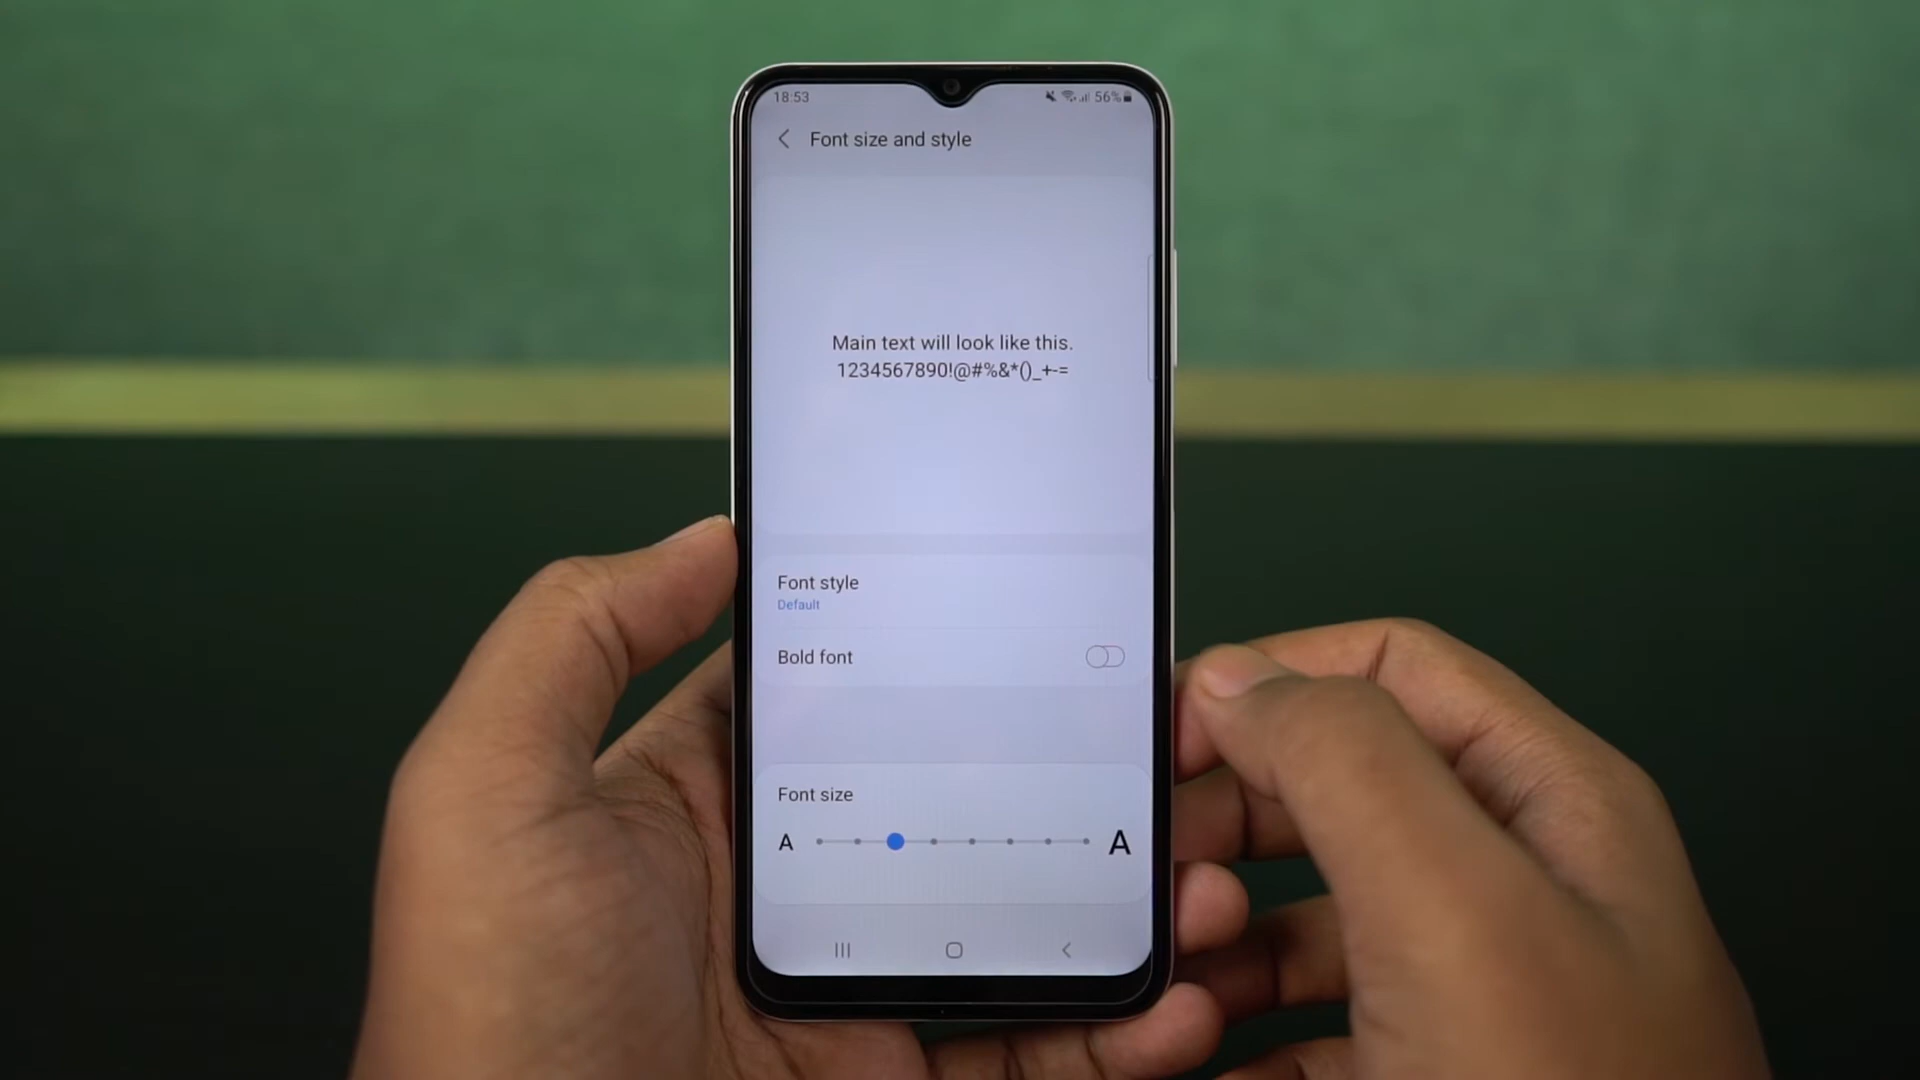 18:53
56%
Font size and style
Main text will look like this.
1234567890!@#%&*()_+-=
Font style
Default
Bold font
Font size
A A